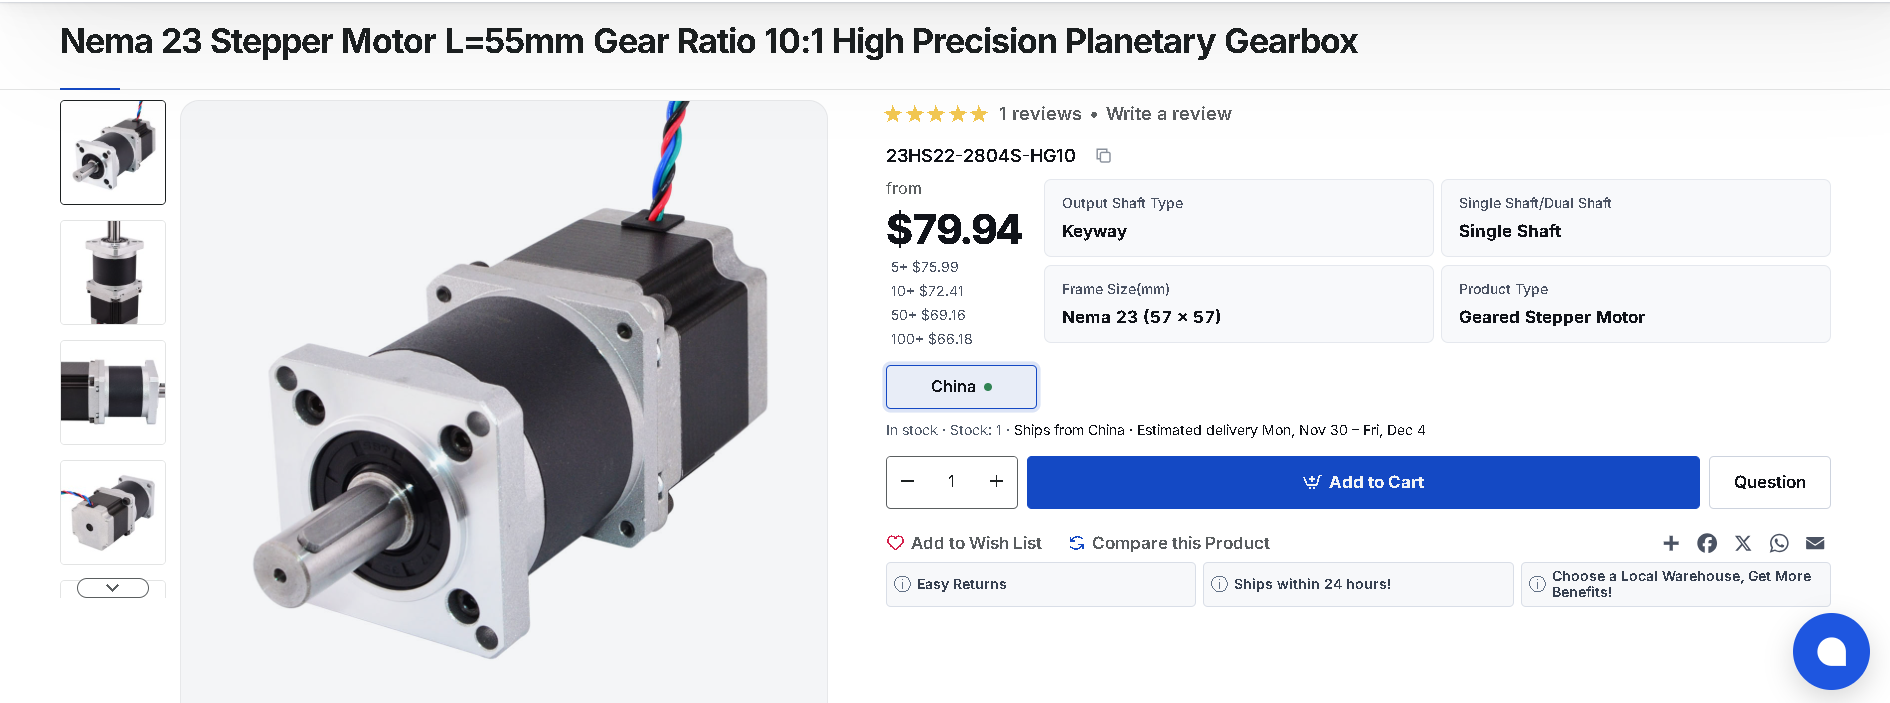 Nema 23 Stepper Motor L=55mm Gear Ratio 10:1 High Precision Planetary Gearbox
1 reviews • Write a review
23HS22-2804S-HG10
from
$79.94
5+ $75.99
10+ $72.41
50+ $69.16
100+ $66.18
Output Shaft Type
Keyway
Single Shaft/Dual Shaft
Single Shaft
Frame Size(mm)
Nema 23 (57 x 57)
Product Type
Geared Stepper Motor
China
In stock · Stock: 1 · Ships from China · Estimated delivery Mon, Nov 30 – Fri, Dec 4
1
Add to Cart
Question
Add to Wish List
Compare this Product
Easy Returns
Ships within 24 hours!
Choose a Local Warehouse, Get More
Benefits!